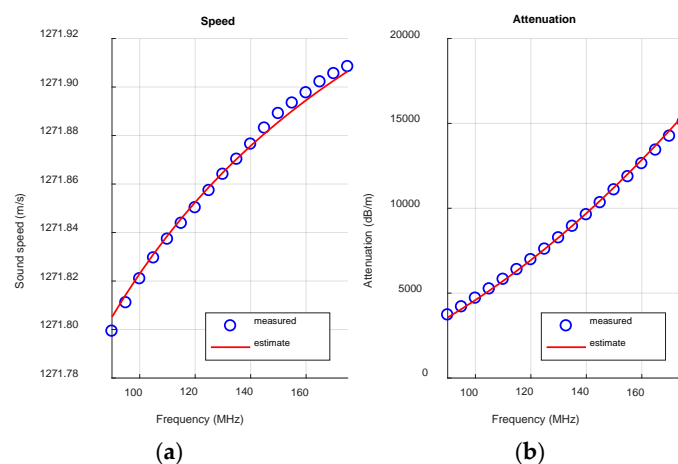 Speed
1271.92
1271.90
1271.88
1271.86
1271.84
1271.82
1271.80
1271.78
Sound speed (m/s)
measured
estimate
100 120 140 160
Frequency (MHz)
(a)
Attenuation
20000
15000
10000
5000
0
Attenuation (dB/m)
measured
estimate
100 120 140 160
Frequency (MHz)
(b)